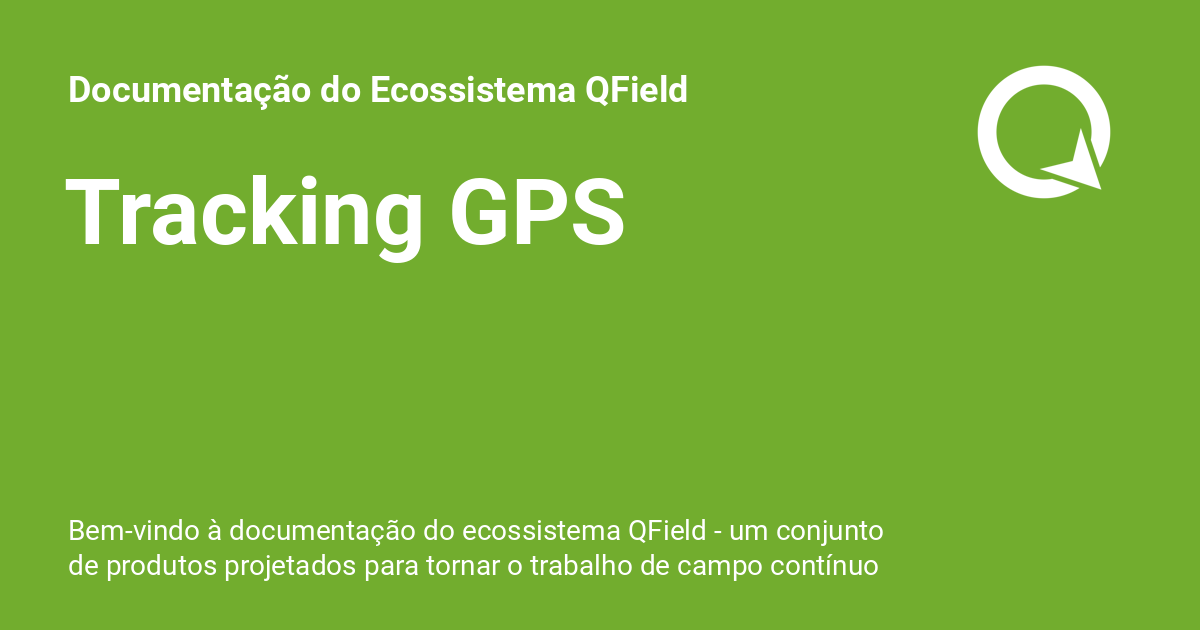 Documentação do Ecossistema QField
Tracking GPS
Bem-vindo à documentação do ecossistema QField - um conjunto
de produtos projetados para tornar o trabalho de campo contínuo